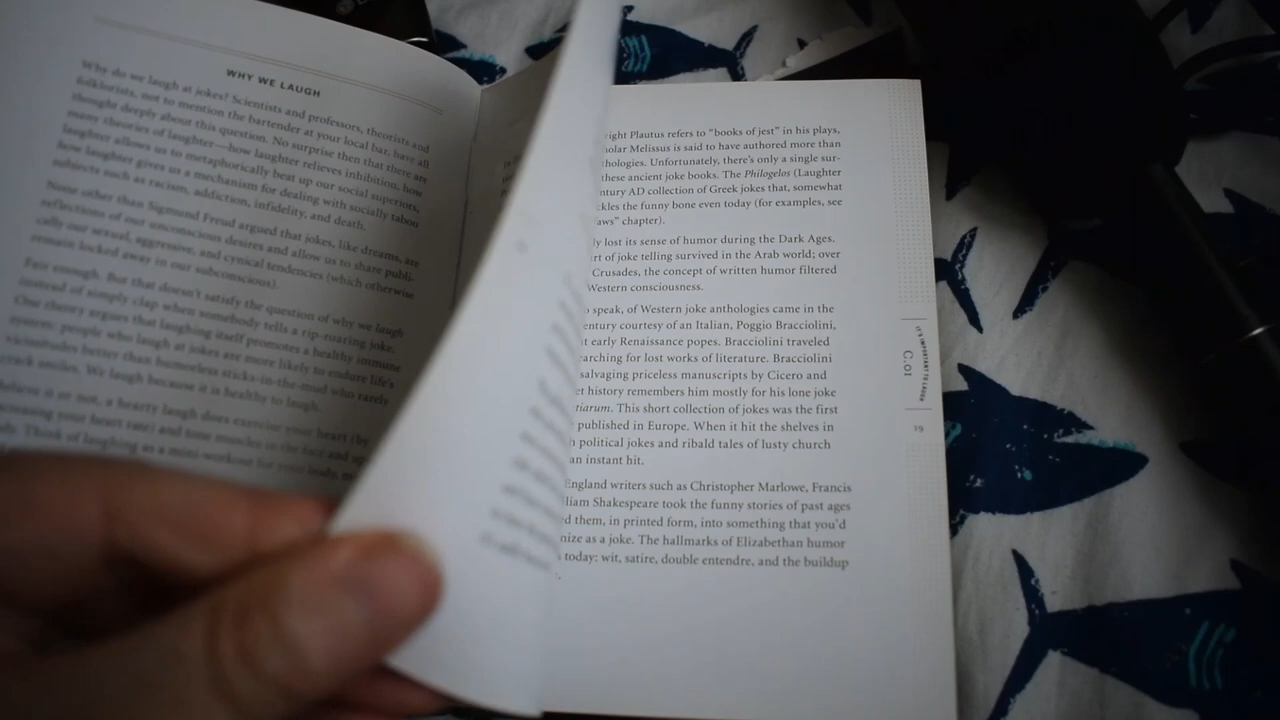 WHY WE LAUGH
Why do we laugh at jokes? Scientists and professors, theorists and
folklorists, not to mention the bartender at your local bar, have all
thought deeply about this question. No surprise then that there are
many theories of laughter—how laughter relieves inhibition, how
laughter allows us to metaphorically beat up our social superiors,
how laughter gives us a mechanism for dealing with socially taboo
subjects such as racism, addiction, infidelity, and death.
None other than Sigmund Freud argued that jokes, like dreams, are
reflections of our unconscious desires and allow us to share publi-
cally our sexual, aggressive, and cynical tendencies (which otherwise
remain locked away in our subconscious).
Fair enough. But that doesn't satisfy the question of why we laugh
instead of simply clap when somebody tells a rip-roaring joke.
One theory argues that laughing itself promotes a healthy immune
system: people who laugh at jokes are more likely to endure life's
vicissitudes better than humorless sticks-in-the-mud who rarely
crack smiles. We laugh because it is healthy to laugh.
believe it or not, a hearty laugh does exercise your heart (by
increasing your heart rate) and tone muscles in the face and
Think of laughing as a mini-workout for your body,
right Plautus refers to "books of jest" in his plays,
olar Melissus is said to have authored more than
thologies. Unfortunately, there's only a single sur-
these ancient joke books. The Philogelos (Laughter
ntury AD collection of Greek jokes that, somewhat
ckles the funny bone even today (for examples, see
aws" chapter).
ly lost its sense of humor during the Dark Ages.
rt of joke telling survived in the Arab world; over
Crusades, the concept of written humor filtered
Western consciousness.
speak, of Western joke anthologies came in the
entury courtesy of an Italian, Poggio Bracciolini,
t early Renaissance popes. Bracciolini traveled
arching for lost works of literature. Bracciolini
salvaging priceless manuscripts by Cicero and
et history remembers him mostly for his lone joke
tiarum. This short collection of jokes was the first
published in Europe. When it hit the shelves in
h political jokes and ribald tales of lusty church
an instant hit.
England writers such as Christopher Marlowe, Francis
liam Shakespeare took the funny stories of past ages
d them, in printed form, into something that you'd
nize as a joke. The hallmarks of Elizabethan humor
today: wit, satire, double entendre, and the buildup
IT'S IMPORTANT TO LAUGH
C.01
19